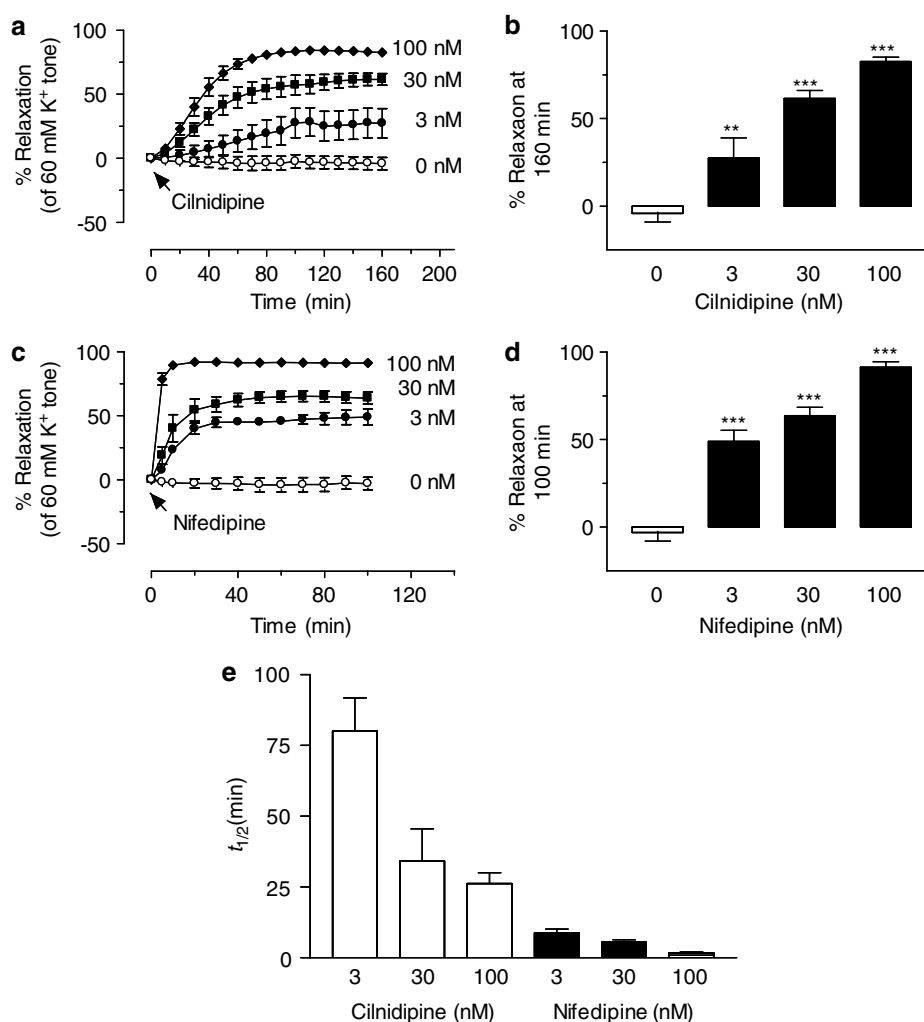 a
% Relaxation
(of 60 mM K⁺ tone)
100
50
0
-50
100 nM
30 nM
3 nM
0 nM
Cilnidipine
0 40 80 120 160 200
Time (min)
b
% Relaxaon at
160 min
100
50
0
**
***
***
0 3 30 100
Cilnidipine (nM)
c
% Relaxation
(of 60 mM K⁺ tone)
100
50
0
-50
100 nM
30 nM
3 nM
0 nM
Nifedipine
0 40 80 120
Time (min)
d
% Relaxaon at
100 min
100
50
0
***
***
***
0 3 30 100
Nifedipine (nM)
e
t1/2(min)
100
75
50
25
0
3 30 100 3 30 100
Cilnidipine (nM) Nifedipine (nM)